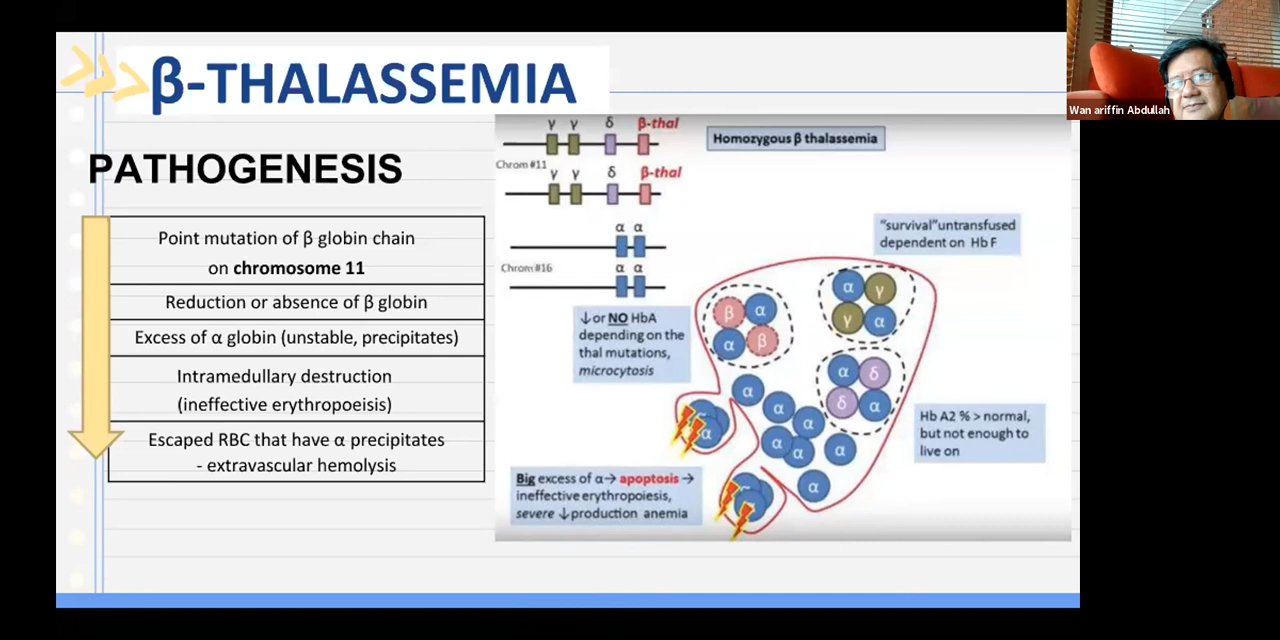 β-THALASSEMIA
PATHOGENESIS
Point mutation of β globin chain
on chromosome 11
Reduction or absence of β globin
Excess of α globin (unstable, precipitates)
Intramedullary destruction
(ineffective erythropoeisis)
Escaped RBC that have α precipitates
- extravascular hemolysis
γ γ δ β-thal
Chrom #11
γ γ δ β-thal
α α
Chrom #16
α α
Homozygous β thalassemia
"survival"untransfused
dependent on Hb F
↓or NO HbA
depending on the
thal mutations,
microcytosis
β α
α β
α γ
γ α
α δ
δ α
α
α
α
α
α
α
α
α
Hb A2 % > normal,
but not enough to
live on
Big excess of α→ apoptosis →
ineffective erythropoiesis,
severe ↓production anemia
Wan ariffin Abdullah